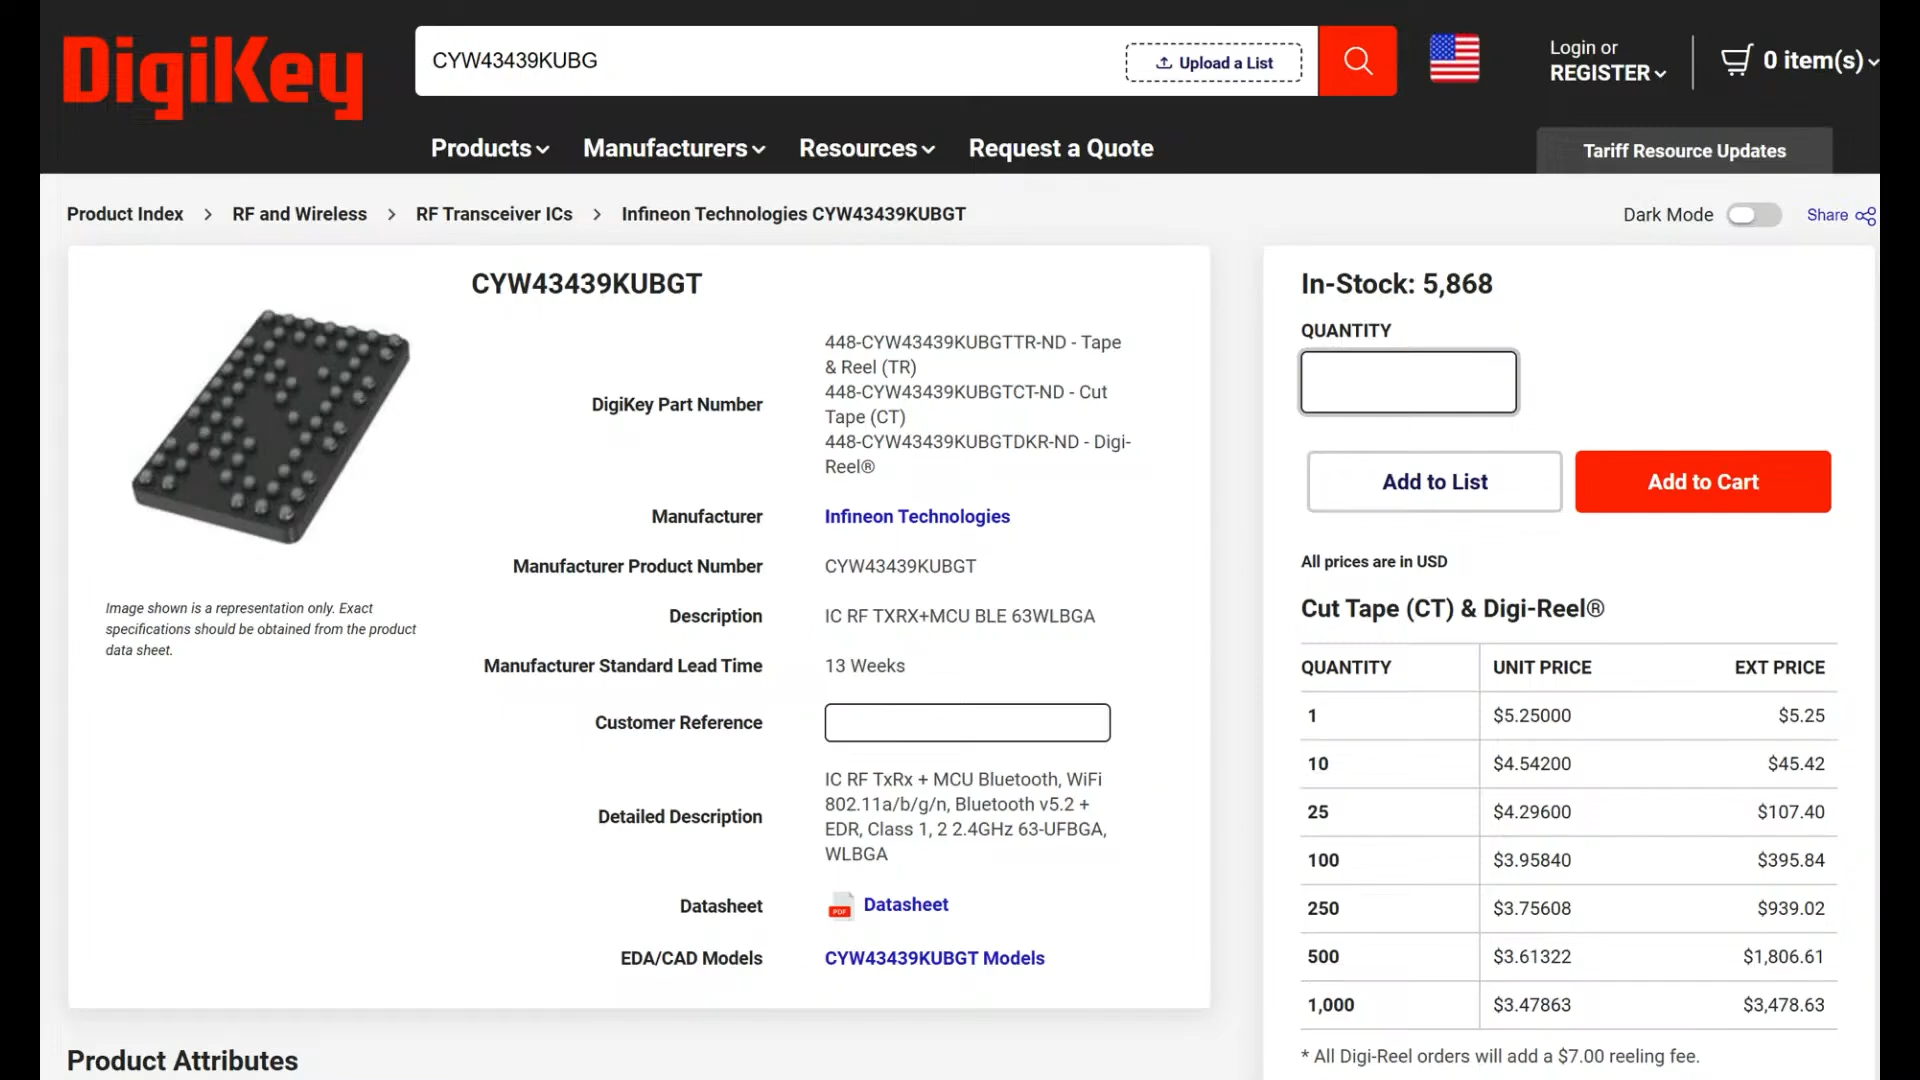 DigiKey
CYW43439KUBG
Upload a List
Login or
REGISTER
0 item(s)
Products
Manufacturers
Resources
Request a Quote
Tariff Resource Updates
Product Index > RF and Wireless > RF Transceiver ICs > Infineon Technologies CYW43439KUBGT
Dark Mode
Share
CYW43439KUBGT
DigiKey Part Number
448-CYW43439KUBGTTR-ND - Tape
& Reel (TR)
448-CYW43439KUBGTCT-ND - Cut
Tape (CT)
448-CYW43439KUBGTDKR-ND - Digi-
Reel®
Manufacturer
Infineon Technologies
Manufacturer Product Number
CYW43439KUBGT
Description
IC RF TXRX+MCU BLE 63WLBGA
Manufacturer Standard Lead Time
13 Weeks
Customer Reference
Detailed Description
IC RF TxRx + MCU Bluetooth, WiFi
802.11a/b/g/n, Bluetooth v5.2 +
EDR, Class 1, 2 2.4GHz 63-UFBGA,
WLBGA
Datasheet
PDF
Datasheet
EDA/CAD Models
CYW43439KUBGT Models
Image shown is a representation only. Exact
specifications should be obtained from the product
data sheet.
Product Attributes
In-Stock: 5,868
QUANTITY
Add to List
Add to Cart
All prices are in USD
Cut Tape (CT) & Digi-Reel®
QUANTITY UNIT PRICE EXT PRICE
1 $5.25000 $5.25
10 $4.54200 $45.42
25 $4.29600 $107.40
100 $3.95840 $395.84
250 $3.75608 $939.02
500 $3.61322 $1,806.61
1,000 $3.47863 $3,478.63
* All Digi-Reel orders will add a $7.00 reeling fee.